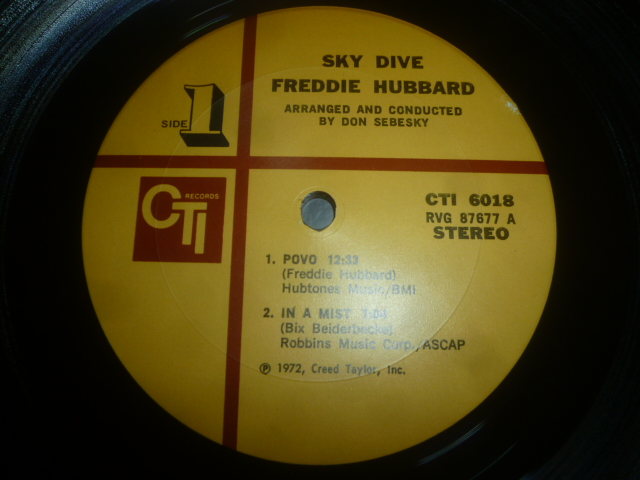 SKY DIVE
FREDDIE HUBBARD
ARRANGED AND CONDUCTED
BY DON SEBESKY
SIDE 1
CTI RECORDS
CTI 6018
RVG 87677 A
STEREO
1. POVO 12:33
(Freddie Hubbard)
Hubtones Music/BMI
2. IN A MIST 7:04
(Bix Beiderbecke)
Robbins Music Corp./ASCAP
℗ 1972, Creed Taylor, Inc.